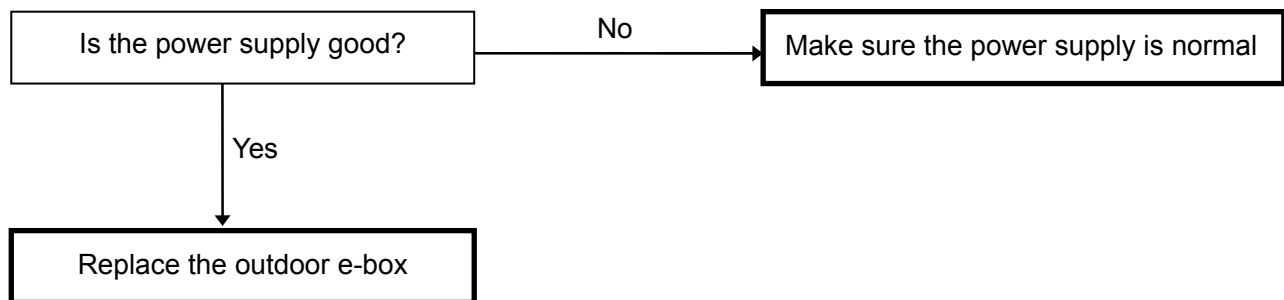 Is the power supply good?
No
Make sure the power supply is normal
Yes
Replace the outdoor e-box